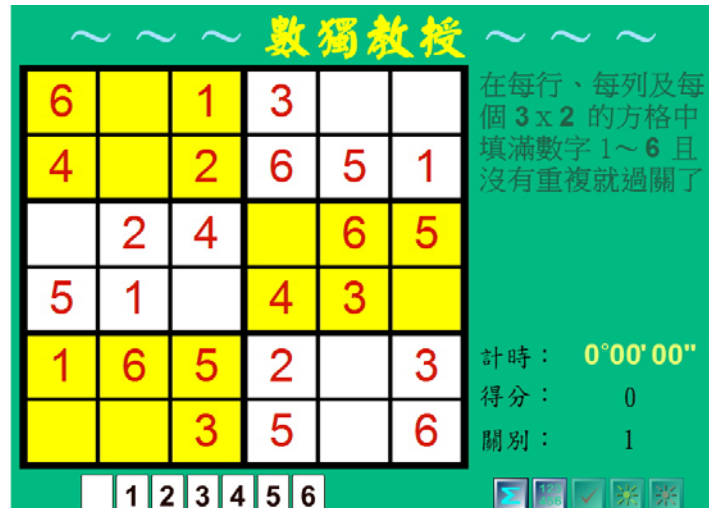 ～ ～ ～ 數獨教授 ～ ～ ～
6 1 3
4 2 6 5 1
2 4 6 5
5 1 4 3
1 6 5 2 3
3 5 6
在每行、每列及每
個 3 x 2 的方格中
填滿數字 1～6 且
沒有重複就過關了
計時： 0°00'00"
得分： 0
關別： 1
1 2 3 4 5 6
Σ